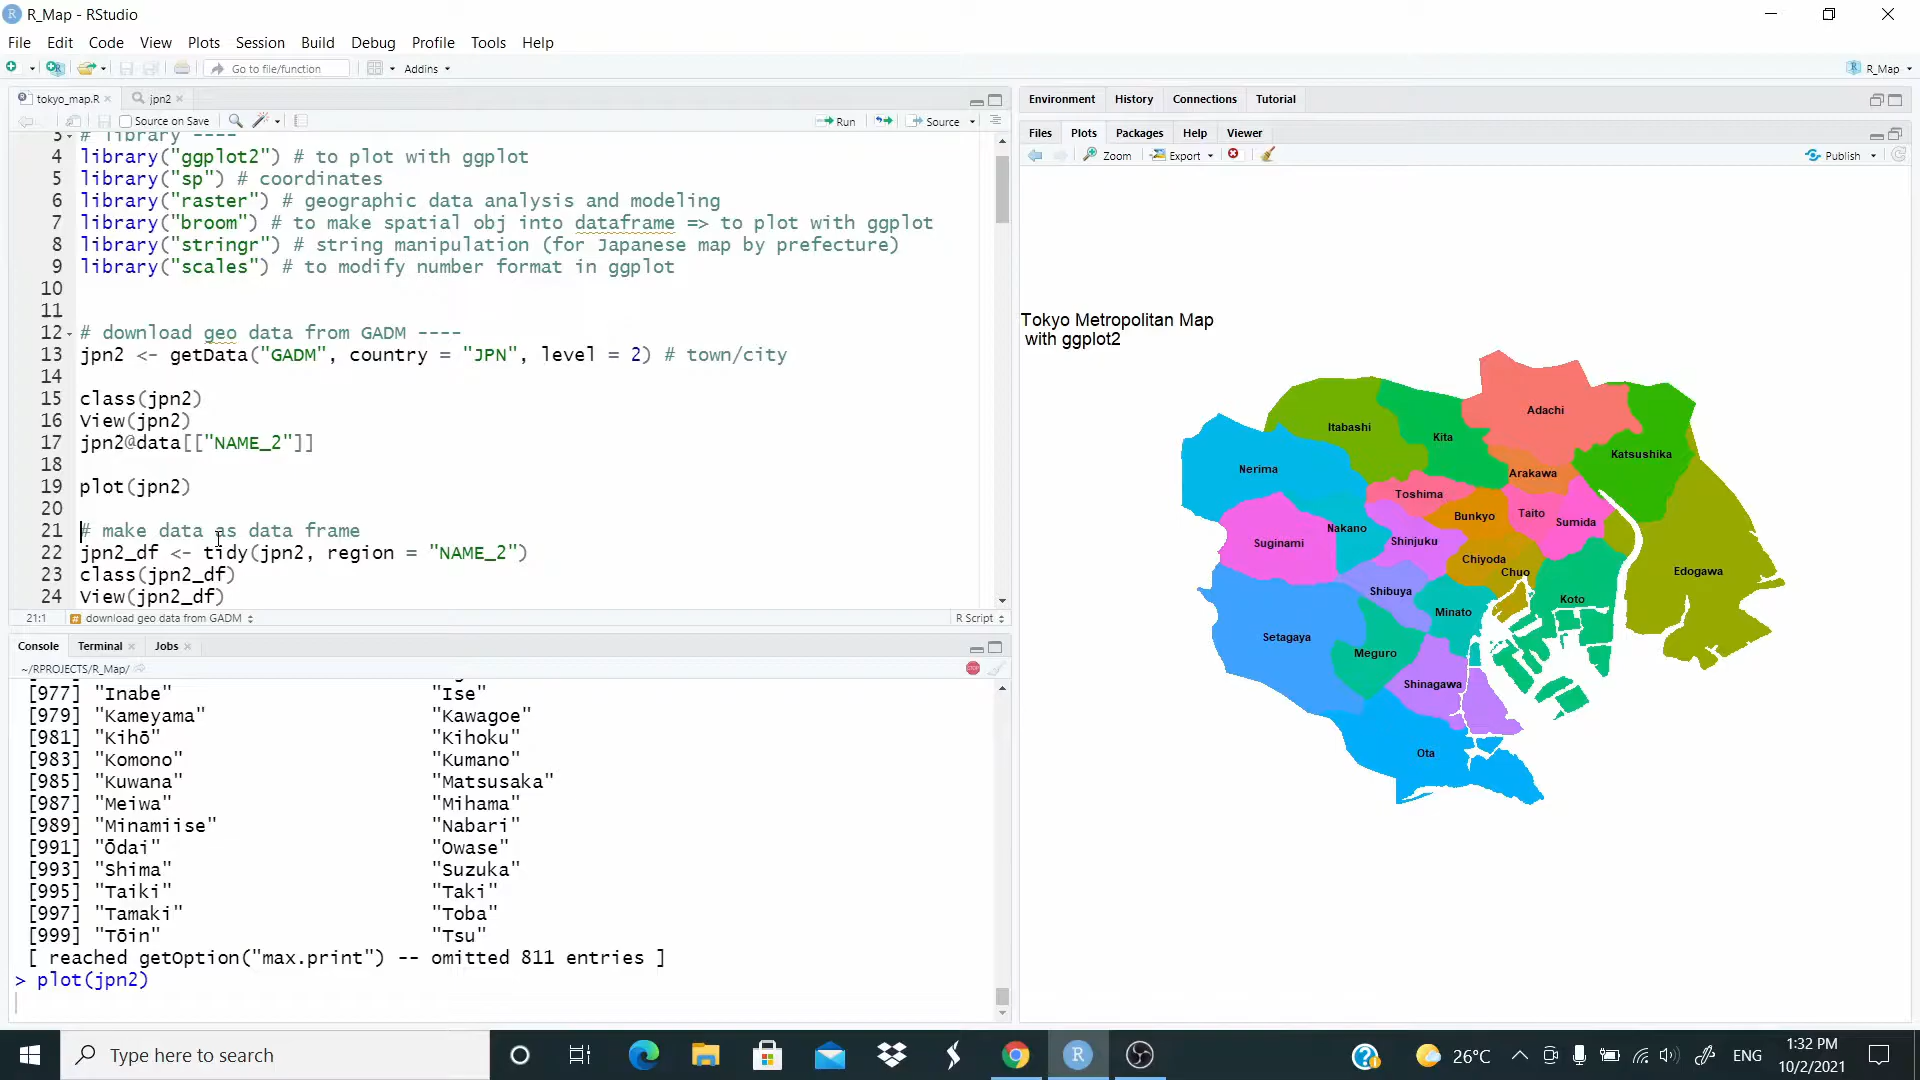 R_Map - RStudio
File Edit Code View Plots Session Build Debug Profile Tools Help
Go to file/function Addins R_Map
tokyo_map.R jpn2
Source on Save Run Source
3 # library ----
4 library("ggplot2") # to plot with ggplot
5 library("sp") # coordinates
6 library("raster") # geographic data analysis and modeling
7 library("broom") # to make spatial obj into dataframe => to plot with ggplot
8 library("stringr") # string manipulation (for Japanese map by prefecture)
9 library("scales") # to modify number format in ggplot
10
11
12 # download geo data from GADM ----
13 jpn2 <- getData("GADM", country = "JPN", level = 2) # town/city
14
15 class(jpn2)
16 View(jpn2)
17 jpn2@data[["NAME_2"]]
18
19 plot(jpn2)
20
21 # make data as data frame
22 jpn2_df <- tidy(jpn2, region = "NAME_2")
23 class(jpn2_df)
24 View(jpn2_df)
21:1 download geo data from GADM R Script
Console Terminal Jobs
~/RPROJECTS/R_Map/
[977] "Inabe" "Ise"
[979] "Kameyama" "Kawagoe"
[981] "Kihō" "Kihoku"
[983] "Komono" "Kumano"
[985] "Kuwana" "Matsusaka"
[987] "Meiwa" "Mihama"
[989] "Minamiise" "Nabari"
[991] "Ōdai" "Owase"
[993] "Shima" "Suzuka"
[995] "Taiki" "Taki"
[997] "Tamaki" "Toba"
[999] "Tōin" "Tsu"
[ reached getOption("max.print") -- omitted 811 entries ]
> plot(jpn2)
Environment History Connections Tutorial
Files Plots Packages Help Viewer
Zoom Export Publish
Tokyo Metropolitan Map
with ggplot2
Adachi
Itabashi
Kita
Katsushika
Nerima
Arakawa
Toshima
Taito
Bunkyo
Sumida
Nakano
Shinjuku
Suginami
Chiyoda
Chuo
Edogawa
Shibuya
Koto
Minato
Setagaya
Meguro
Shinagawa
Ota
Type here to search
26°C ENG
1:32 PM
10/2/2021